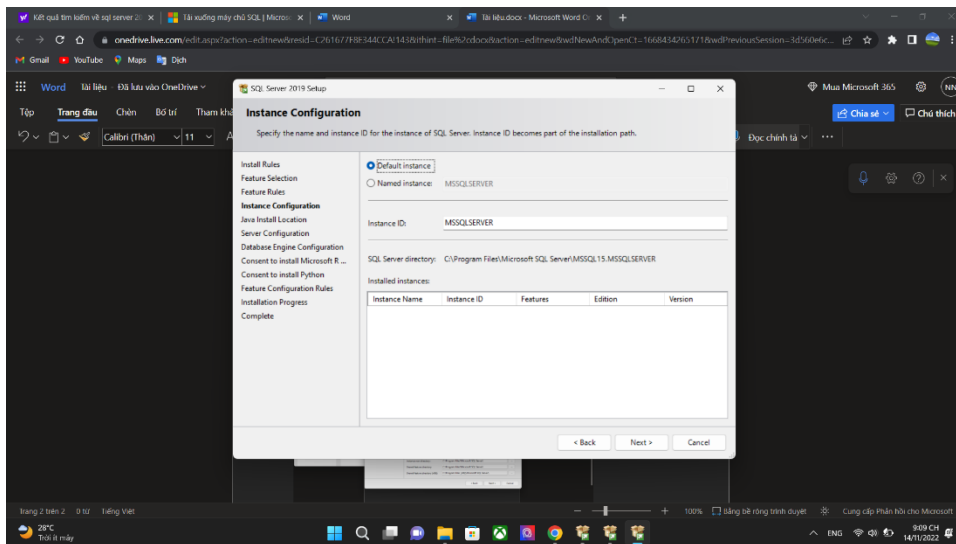 Kết quả tìm kiếm về sql server 2
Tải xuống máy chủ SQL | Micros
Word
Tài liệu.docx - Microsoft Word O
onedrive.live.com/edit.aspx?action=editnew&resid=C261677F8E344CCA!143&ithint=file%2cdocx&action=editnew&wdNewAndOpenCt=1668434265171&wdPreviousSession=3d560e6c...
Gmail YouTube Maps Dịch
Word Tài liệu - Đã lưu vào OneDrive
Mua Microsoft 365
NN
Tệp Trang đầu Chèn Bố trí Tham khả
Chia sẻ Chú thích
Calibri (Thân) 11
Đọc chính tả
SQL Server 2019 Setup
Instance Configuration
Specify the name and instance ID for the instance of SQL Server. Instance ID becomes part of the installation path.
Install Rules
Feature Selection
Feature Rules
Instance Configuration
Java Install Location
Server Configuration
Database Engine Configuration
Consent to install Microsoft R ...
Consent to install Python
Feature Configuration Rules
Installation Progress
Complete
Default instance
Named instance: MSSQLSERVER
Instance ID: MSSQLSERVER
SQL Server directory: C:\Program Files\Microsoft SQL Server\MSSQL15.MSSQLSERVER
Installed instances:
Instance Name Instance ID Features Edition Version
< Back Next > Cancel
Trang 2 trên 2 0 từ Tiếng Việt
100% Bằng bề rộng trình duyệt Cung cấp Phản hồi cho Microsoft
28°C
Trời ít mây
ENG
9:09 CH
14/11/2022